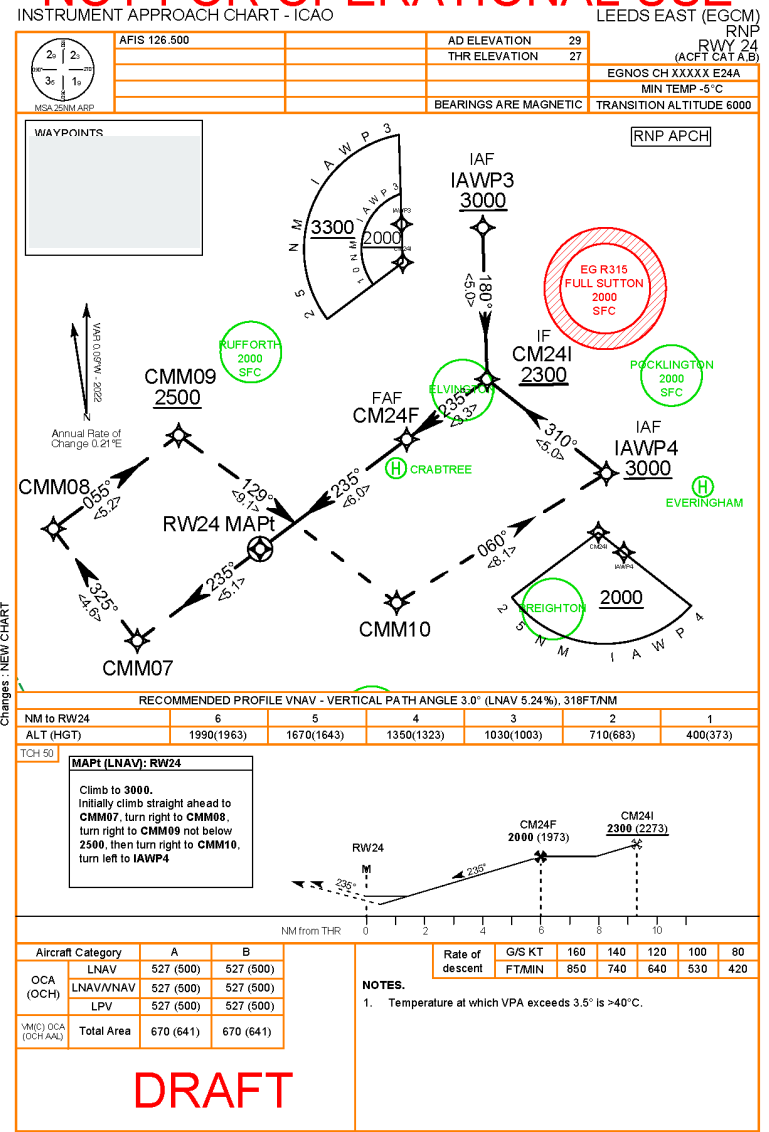 NOT FOR OPERATIONAL USE
INSTRUMENT APPROACH CHART - ICAO
LEEDS EAST (EGCM)
RNP
RWY 24
(ACFT CAT A,B)
AFIS 126.500
AD ELEVATION 29
THR ELEVATION 27
EGNOS CH XXXXX E24A
MIN TEMP -5°C
BEARINGS ARE MAGNETIC
TRANSITION ALTITUDE 6000
MSA 25NM ARP
WAYPOINTS
RNP APCH
25 NM IAWP3
10NM IAWP3
3300
2000
IAWP3
CM24I
IAF
IAWP3
3000
180°
<5.0>
EG R315
FULL SUTTON
2000
SFC
VAR 0.09°W - 2022
N
Annual Rate of
Change 0.21°E
RUFFORTH
2000
SFC
IF
CM24I
2300
POCKLINGTON
2000
SFC
CMM09
2500
ELVINGTON
FAF
CM24F
235°
<3.3>
310°
<5.0>
IAF
IAWP4
3000
H CRABTREE
H
EVERINGHAM
CMM08
055°
<5.2>
129°
<9.1>
235°
<6.0>
RW24 MAPt
060°
<8.1>
325°
<4.6>
235°
<5.1>
CMM10
CMM07
CM24I
IAWP4
BREIGHTON
2000
25NM IAWP4
Changes : NEW CHART
RECOMMENDED PROFILE VNAV - VERTICAL PATH ANGLE 3.0° (LNAV 5.24%), 318FT/NM
NM to RW24 6 5 4 3 2 1
ALT (HGT) 1990(1963) 1670(1643) 1350(1323) 1030(1003) 710(683) 400(373)
TCH 50
MAPt (LNAV): RW24
Climb to 3000.
Initially climb straight ahead to
CMM07, turn right to CMM08,
turn right to CMM09 not below
2500, then turn right to CMM10,
turn left to IAWP4
RW24
M
235°
235°
CM24F
2000 (1973)
CM24I
2300 (2273)
NM from THR 0 2 4 6 8 10
Aircraft Category A B
OCA
(OCH)
LNAV 527 (500) 527 (500)
LNAV/VNAV 527 (500) 527 (500)
LPV 527 (500) 527 (500)
VM(C) OCA
(OCH AAL)
Total Area 670 (641) 670 (641)
Rate of
descent
G/S KT 160 140 120 100 80
FT/MIN 850 740 640 530 420
NOTES.
1. Temperature at which VPA exceeds 3.5° is >40°C.
DRAFT